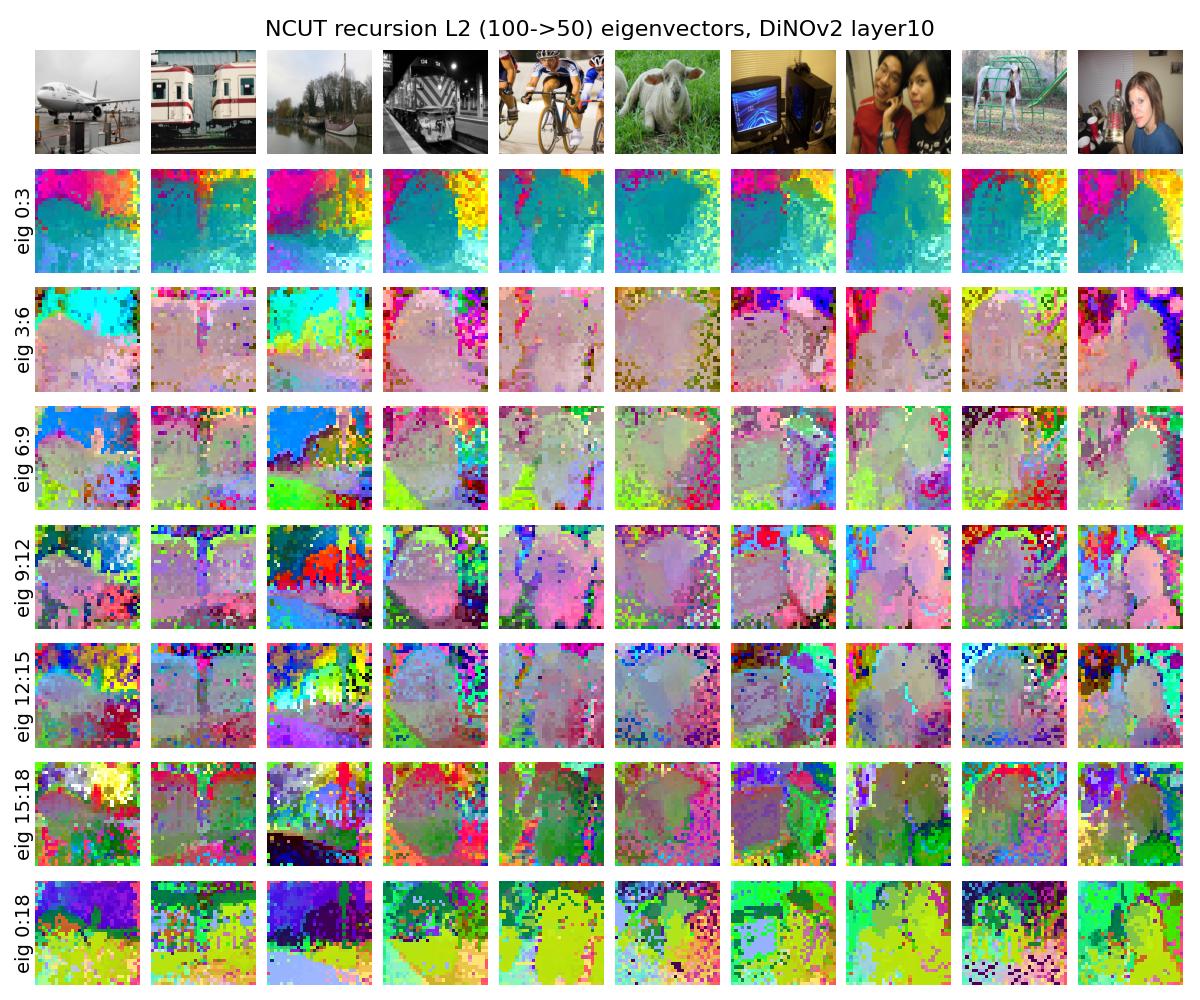 NCUT recursion L2 (100->50) eigenvectors, DiNOv2 layer10
eig 0:3
eig 3:6
eig 6:9
eig 9:12
eig 12:15
eig 15:18
eig 0:18